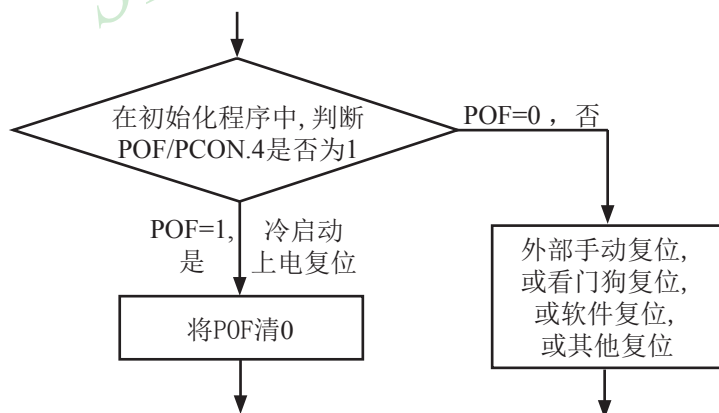 在初始化程序中, 判断
POF/PCON.4是否为1
POF=0 ，否
POF=1, 冷启动
是 上电复位
将POF清0
外部手动复位,
或看门狗复位,
或软件复位,
或其他复位